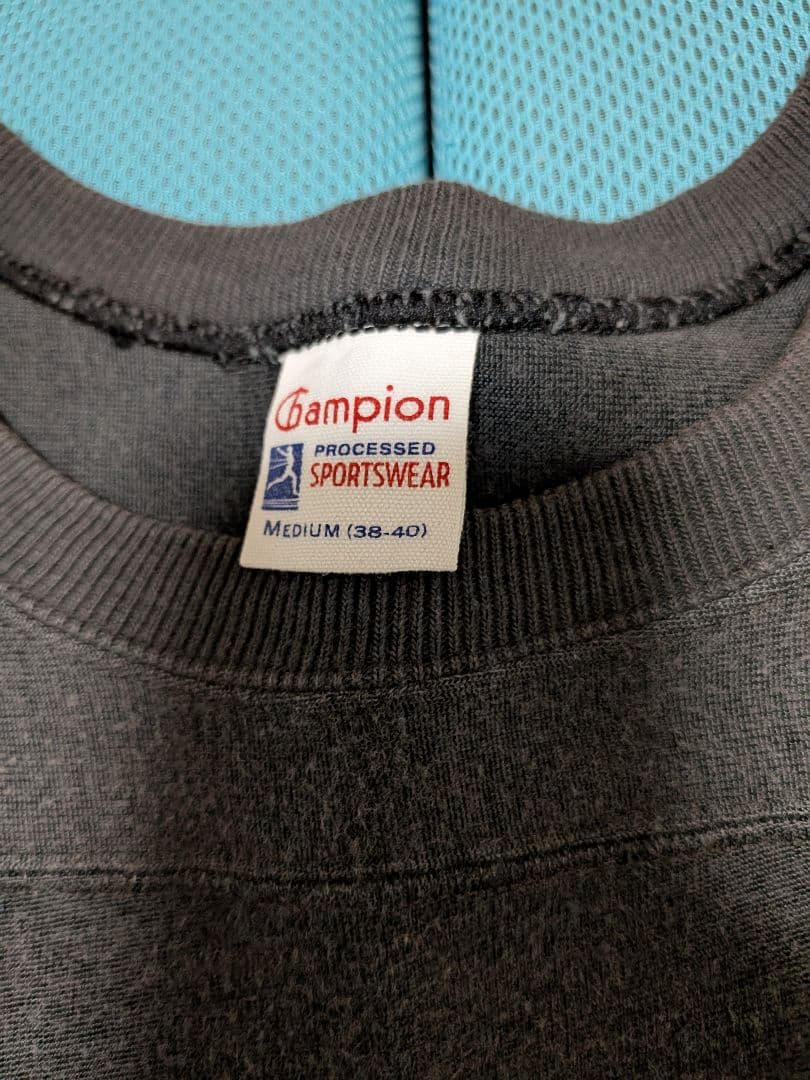 Champion
PROCESSED
SPORTSWEAR
MEDIUM (38-40)